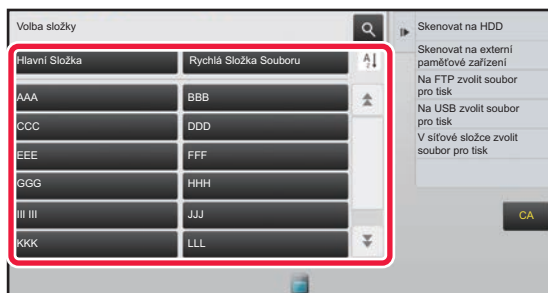 Volba složky
Hlavní Složka
Rychlá Složka Souboru
AAA
BBB
CCC
DDD
EEE
FFF
GGG
HHH
III III
JJJ
KKK
LLL
Skenovat na HDD
Skenovat na externí
paměťové zařízení
Na FTP zvolit soubor
pro tisk
Na USB zvolit soubor
pro tisk
V síťové složce zvolit
soubor pro tisk
CA